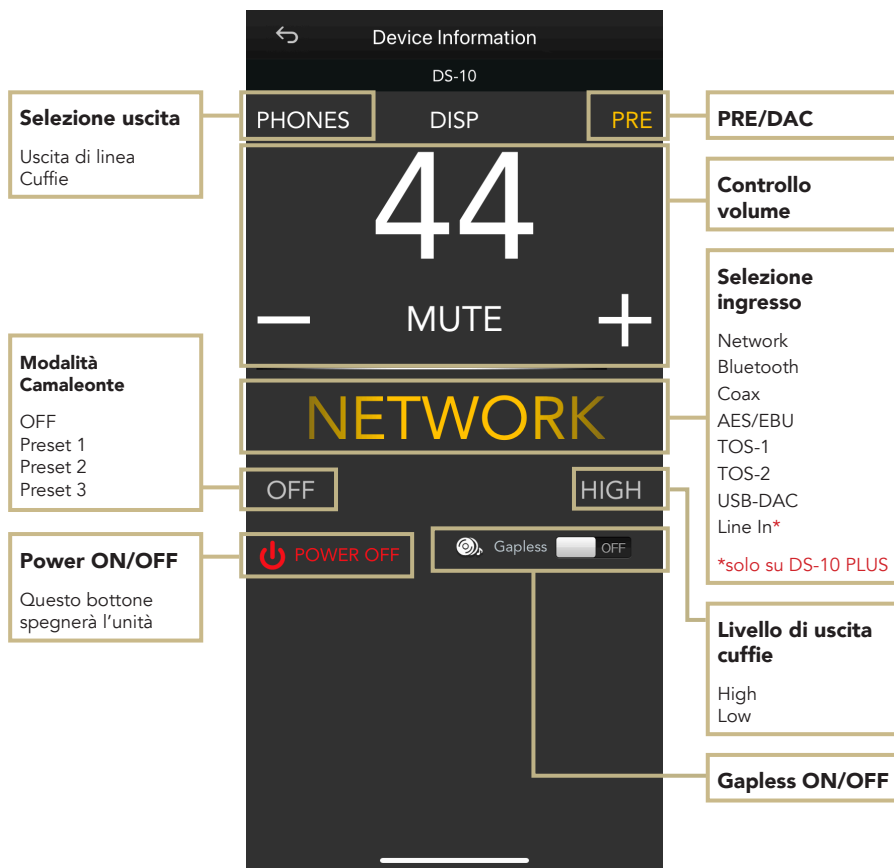 Device Information
DS-10
Selezione uscita
Uscita di linea
Cuffie
PHONES
DISP
PRE
PRE/DAC
44
Controllo
volume
MUTE
Selezione
ingresso
Network
Bluetooth
Coax
AES/EBU
TOS-1
TOS-2
USB-DAC
Line In*
*solo su DS-10 PLUS
Modalità
Camaleonte
OFF
Preset 1
Preset 2
Preset 3
NETWORK
OFF
HIGH
Power ON/OFF
Questo bottone
spegnerà l'unità
POWER OFF
Gapless
OFF
Livello di uscita
cuffie
High
Low
Gapless ON/OFF